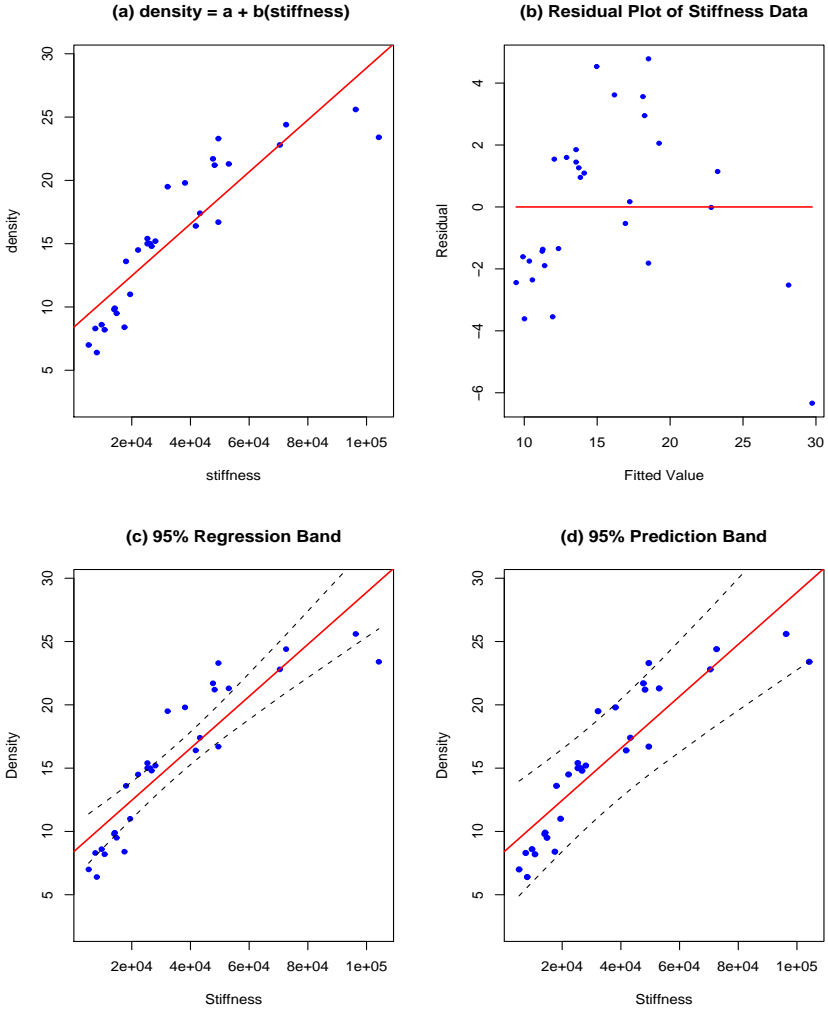 (a) density = a + b(stiffness)
30
25
20
15
10
5
density
2e+04 4e+04 6e+04 8e+04 1e+05
stiffness
(b) Residual Plot of Stiffness Data
4
2
0
−2
−4
−6
Residual
10 15 20 25 30
Fitted Value
(c) 95% Regression Band
30
25
20
15
10
5
Density
2e+04 4e+04 6e+04 8e+04 1e+05
Stiffness
(d) 95% Prediction Band
30
25
20
15
10
5
Density
2e+04 4e+04 6e+04 8e+04 1e+05
Stiffness